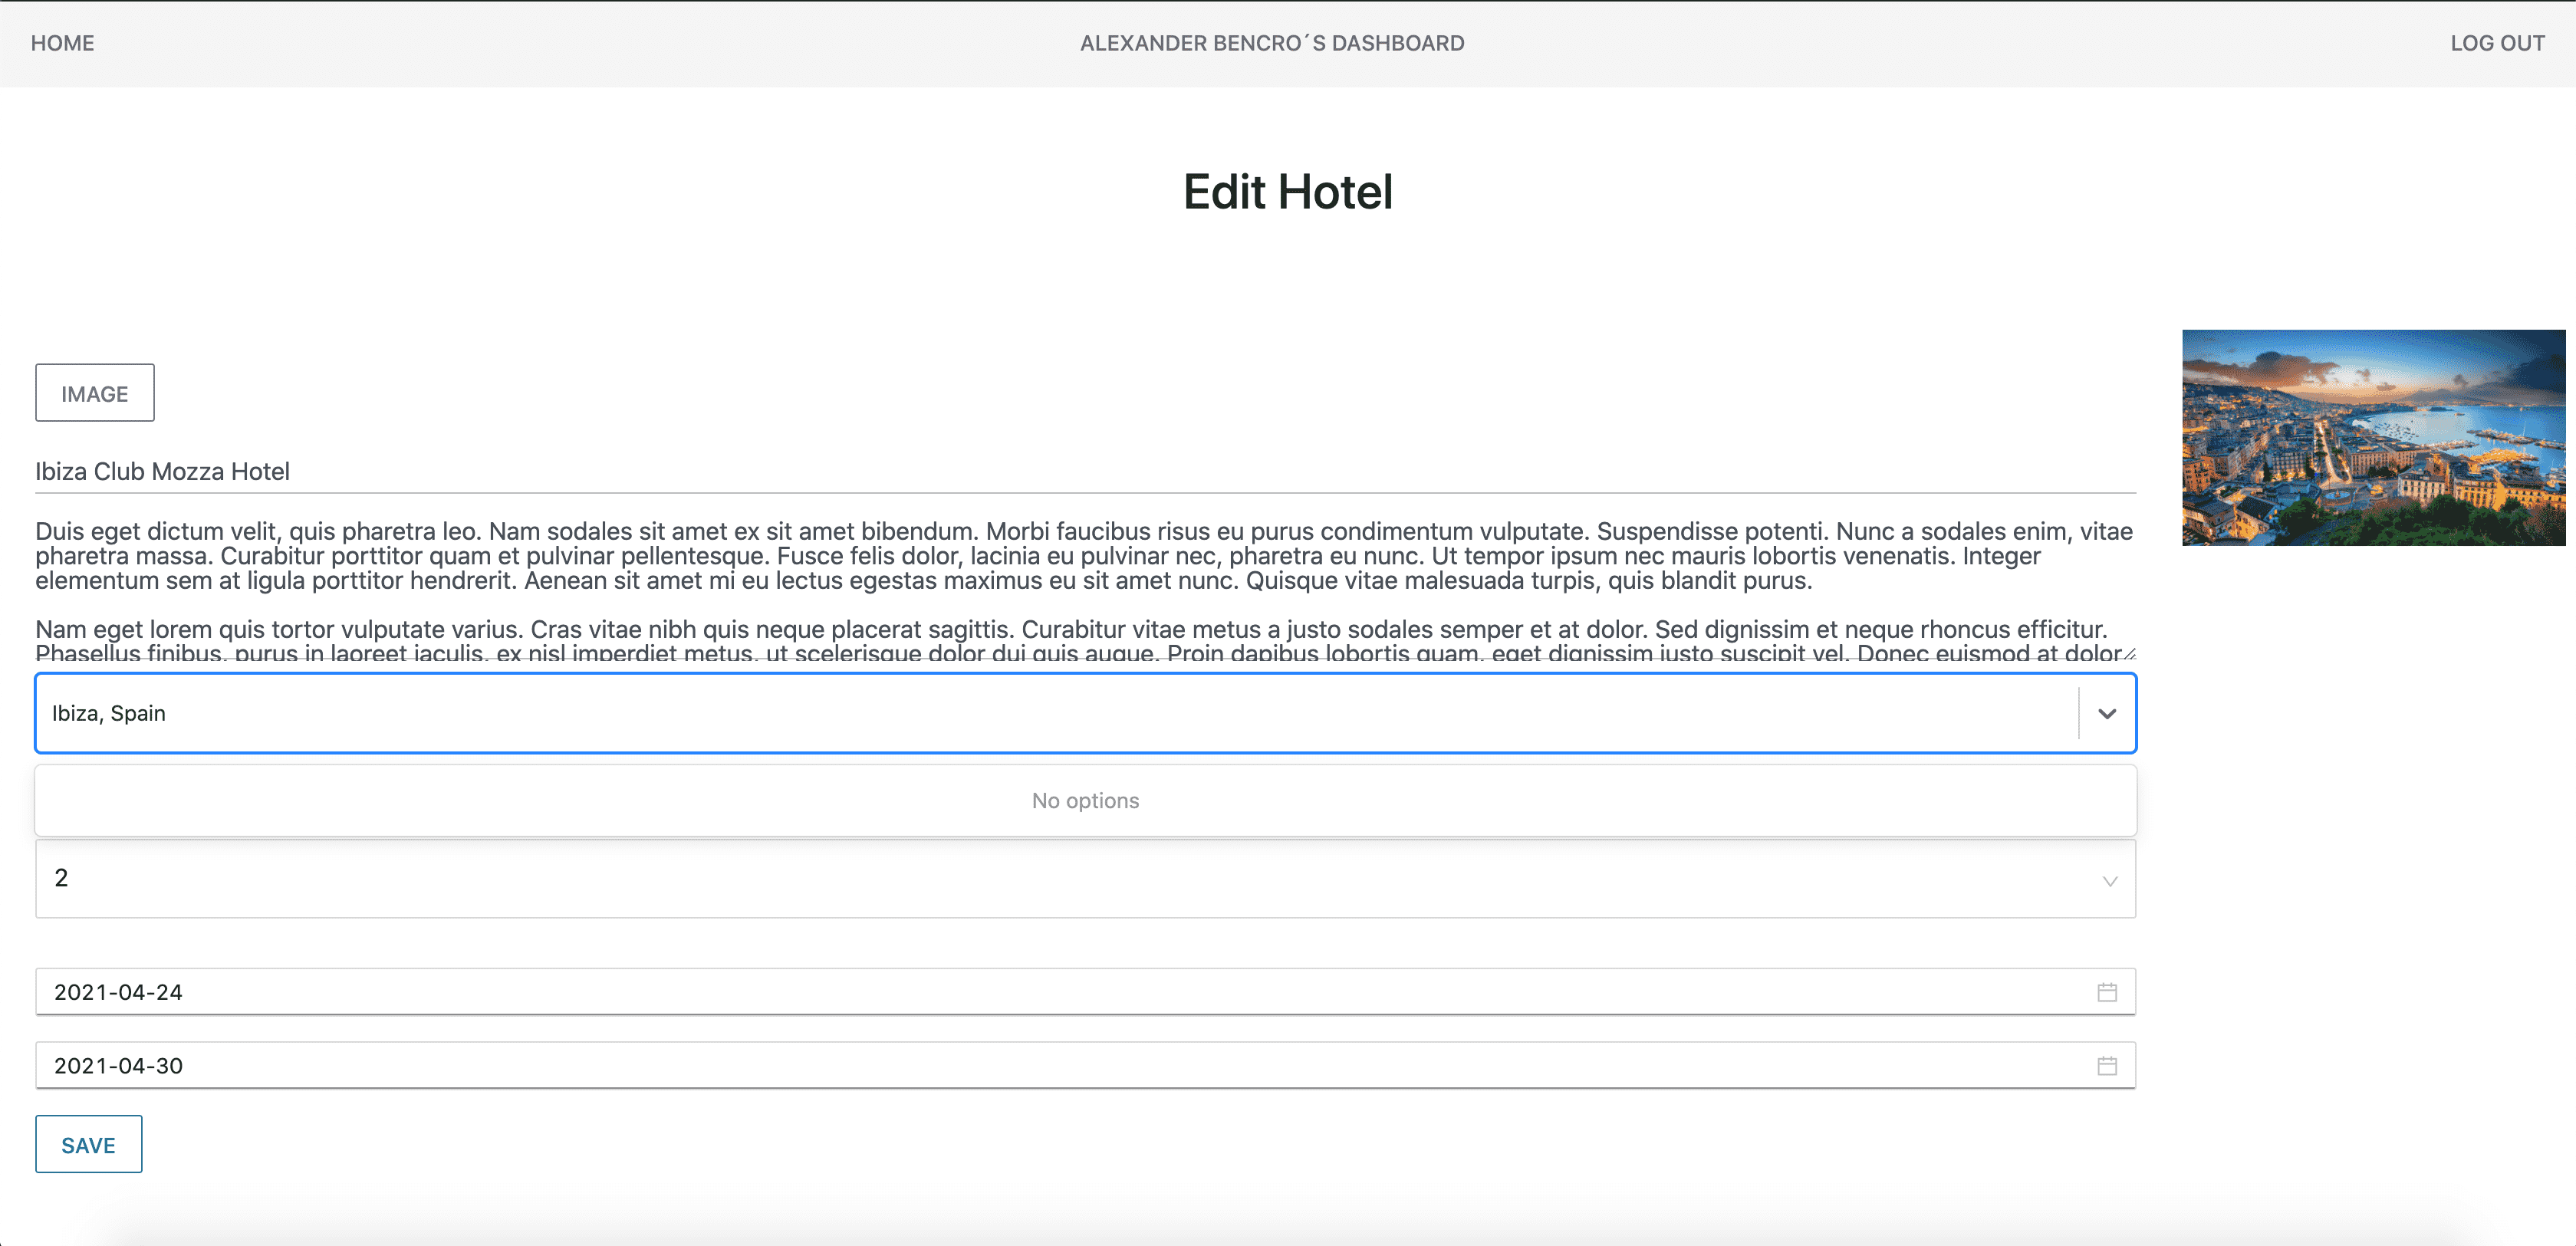 HOME
ALEXANDER BENCRO´S DASHBOARD
LOG OUT
Edit Hotel
IMAGE
Ibiza Club Mozza Hotel
Duis eget dictum velit, quis pharetra leo. Nam sodales sit amet ex sit amet bibendum. Morbi faucibus risus eu purus condimentum vulputate. Suspendisse potenti. Nunc a sodales enim, vitae
pharetra massa. Curabitur porttitor quam et pulvinar pellentesque. Fusce felis dolor, lacinia eu pulvinar nec, pharetra eu nunc. Ut tempor ipsum nec mauris lobortis venenatis. Integer
elementum sem at ligula porttitor hendrerit. Aenean sit amet mi eu lectus egestas maximus eu sit amet nunc. Quisque vitae malesuada turpis, quis blandit purus.
Nam eget lorem quis tortor vulputate varius. Cras vitae nibh quis neque placerat sagittis. Curabitur vitae metus a justo sodales semper et at dolor. Sed dignissim et neque rhoncus efficitur.
Phasellus finibus, purus in laoreet iaculis, ex nisl imperdiet metus, ut scelerisque dolor dui quis augue. Proin dapibus lobortis quam, eget dignissim justo suscipit vel. Donec euismod at dolor
Ibiza, Spain
No options
2
2021-04-24
2021-04-30
SAVE